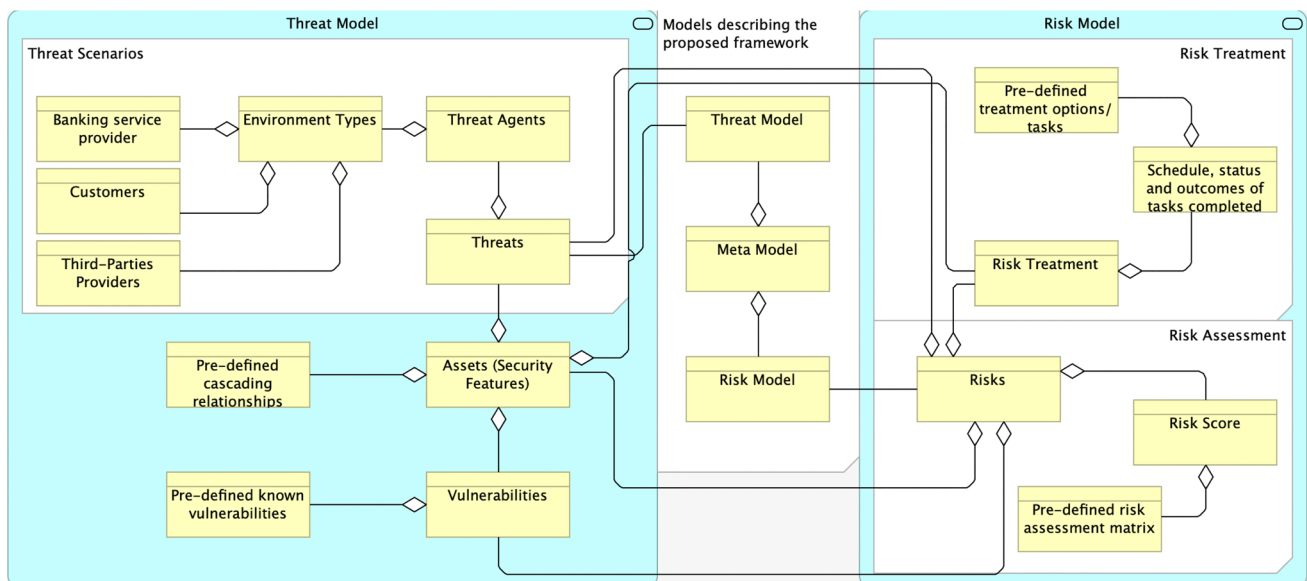 Threat Model
Threat Scenarios
Banking service
provider
Environment Types
Threat Agents
Customers
Third-Parties
Providers
Threats
Pre-defined
cascading
relationships
Assets (Security
Features)
Pre-defined known
vulnerabilities
Vulnerabilities
Models describing the
proposed framework
Threat Model
Meta Model
Risk Model
Risk Model
Risk Treatment
Pre-defined
treatment options/
tasks
Schedule, status
and outcomes of
tasks completed
Risk Treatment
Risk Assessment
Risks
Risk Score
Pre-defined risk
assessment matrix